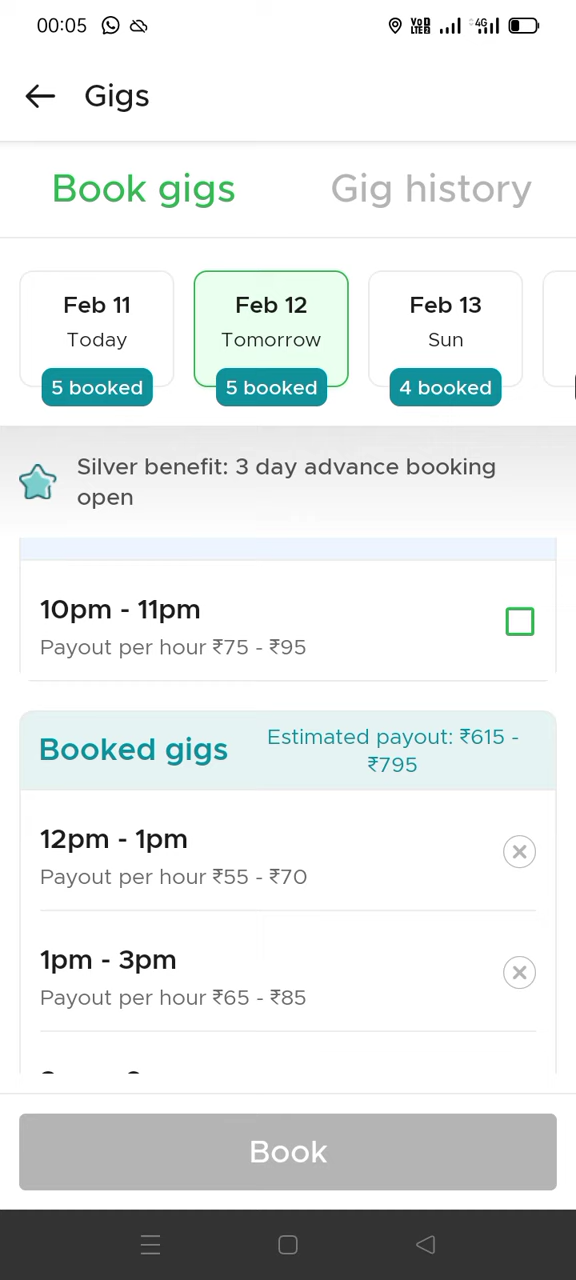 00:05
VoD LTE2
4G
Gigs
Book gigs
Gig history
Feb 11
Today
5 booked
Feb 12
Tomorrow
5 booked
Feb 13
Sun
4 booked
Silver benefit: 3 day advance booking
open
10pm - 11pm
Payout per hour ₹75 - ₹95
Booked gigs
Estimated payout: ₹615 -
₹795
12pm - 1pm
Payout per hour ₹55 - ₹70
1pm - 3pm
Payout per hour ₹65 - ₹85
Book